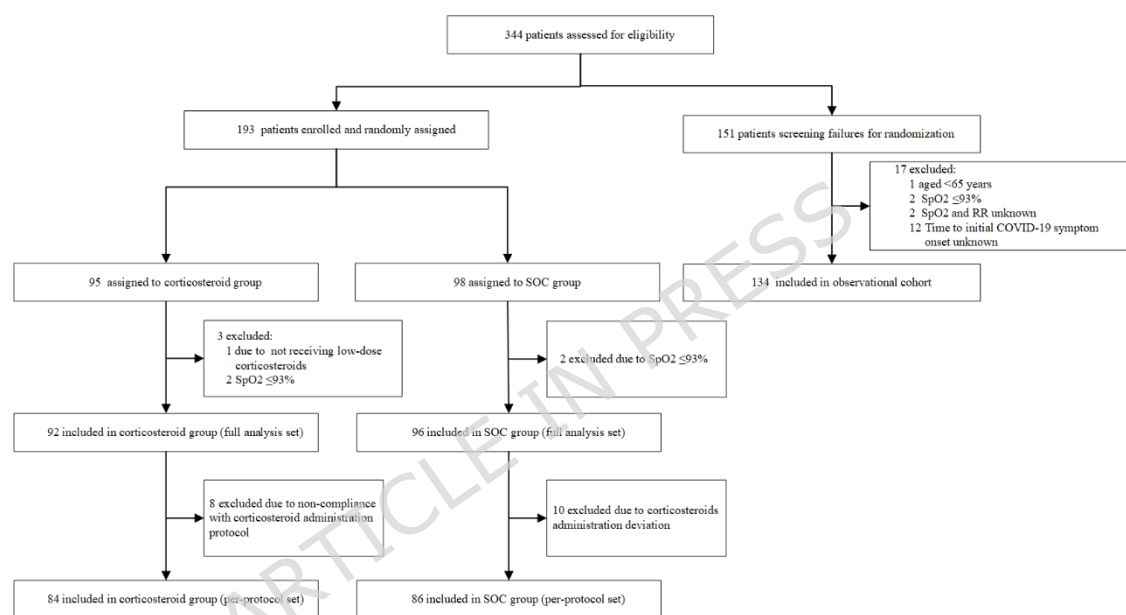 344 patients assessed for eligibility
193 patients enrolled and randomly assigned
151 patients screening failures for randomization
17 excluded:
1 aged <65 years
2 SpO2 ≤93%
2 SpO2 and RR unknown
12 Time to initial COVID-19 symptom
onset unknown
95 assigned to corticosteroid group
98 assigned to SOC group
134 included in observational cohort
3 excluded:
1 due to not receiving low-dose
corticosteroids
2 SpO2 ≤93%
2 excluded due to SpO2 ≤93%
92 included in corticosteroid group (full analysis set)
96 included in SOC group (full analysis set)
8 excluded due to non-compliance
with corticosteroid administration
protocol
10 excluded due to corticosteroids
administration deviation
84 included in corticosteroid group (per-protocol set)
86 included in SOC group (per-protocol set)
ARTICLE IN PRESS